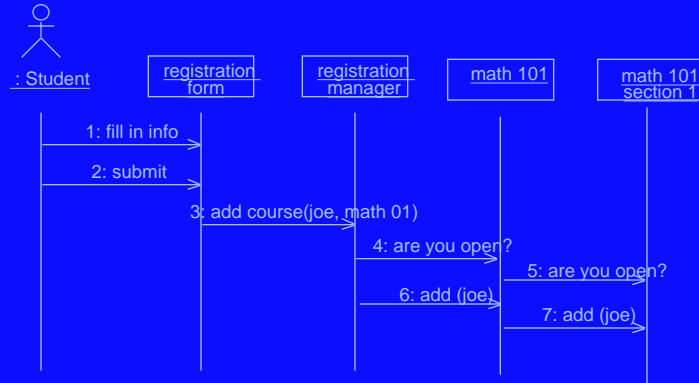 : Student
registration
form
registration
manager
math 101
math 101
section 1
1: fill in info
2: submit
3: add course(joe, math 01)
4: are you open?
5: are you open?
6: add (joe)
7: add (joe)